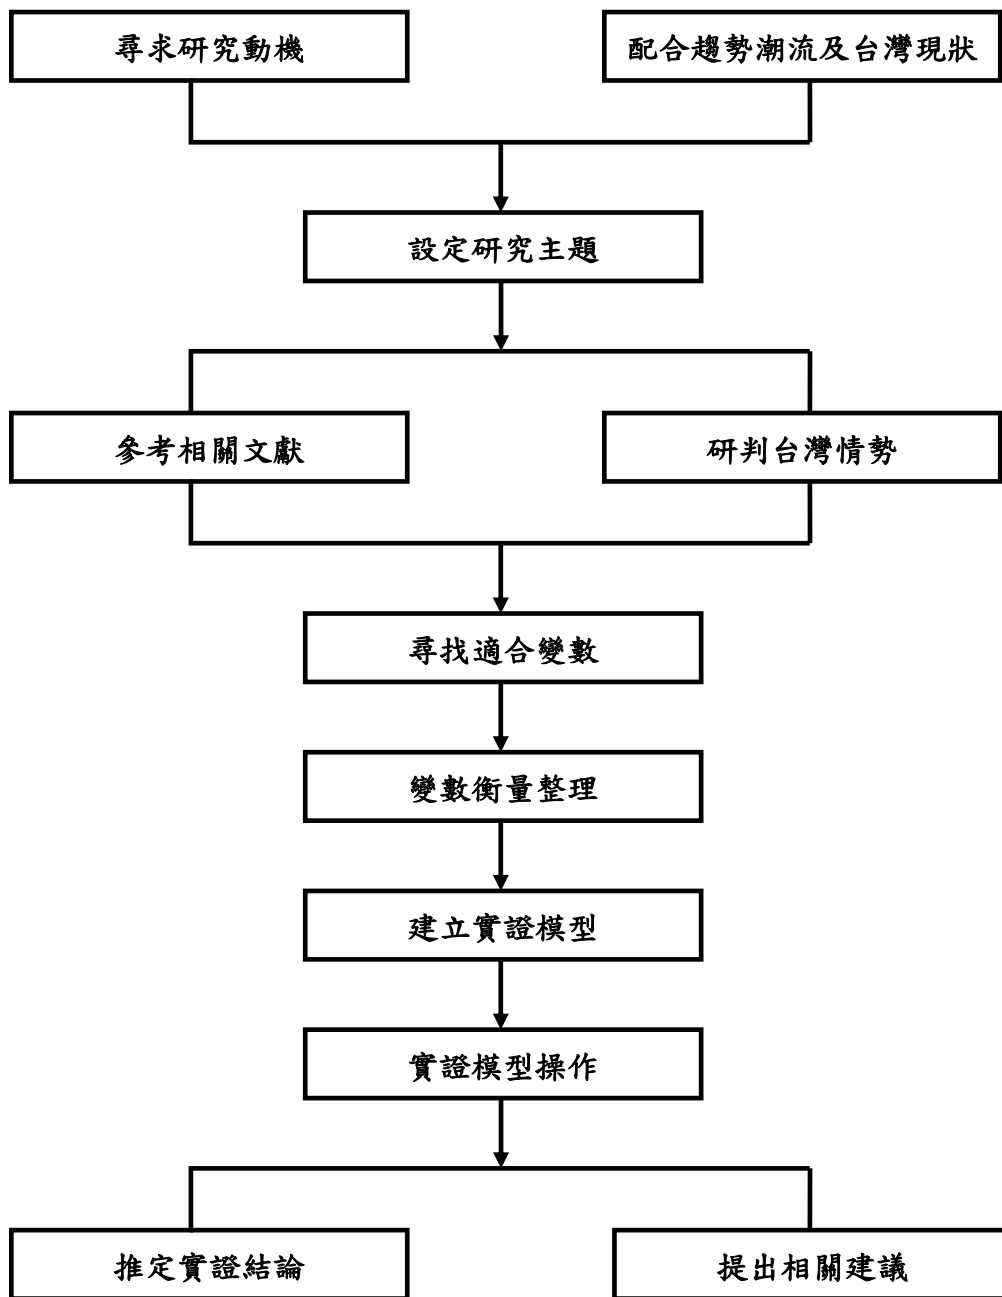 尋求研究動機
配合趨勢潮流及台灣現狀
設定研究主題
參考相關文獻
研判台灣情勢
尋找適合變數
變數衡量整理
建立實證模型
實證模型操作
推定實證結論
提出相關建議